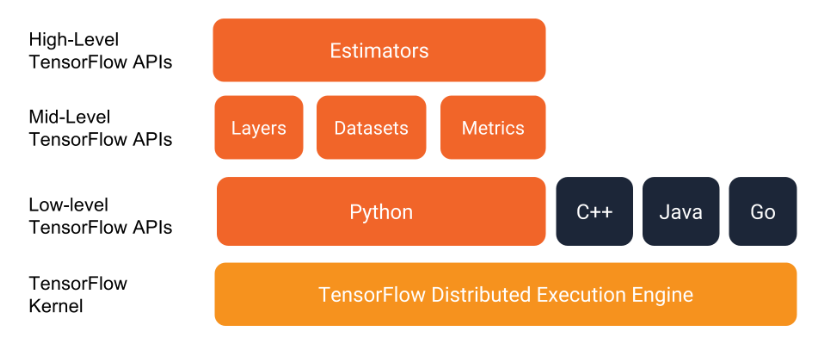 High-Level
TensorFlow APIs
Estimators
Mid-Level
TensorFlow APIs
Layers
Datasets
Metrics
Low-level
TensorFlow APIs
Python
C++
Java
Go
TensorFlow
Kernel
TensorFlow Distributed Execution Engine